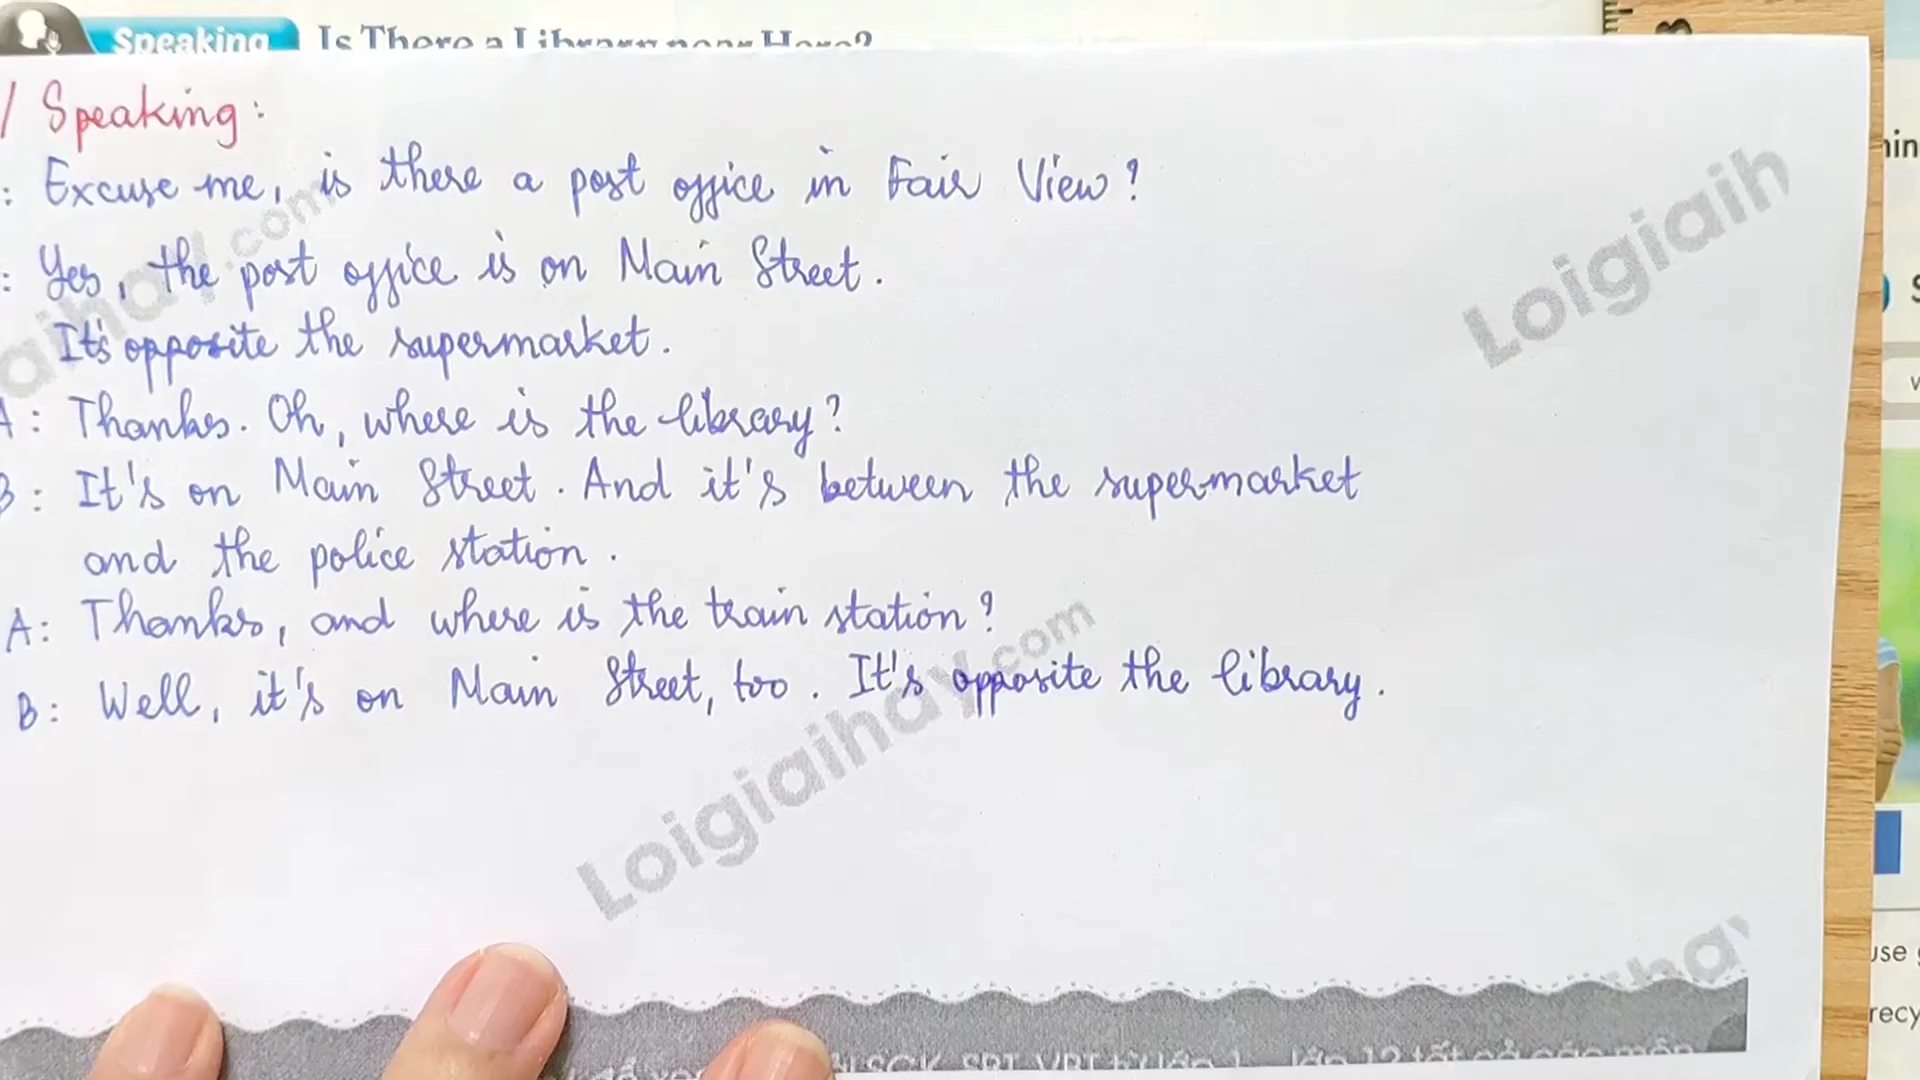 Speaking Is There a Library near Here?
/ Speaking:
: Excuse me, is there a post office in Fair View?
: Yes, the post office is on Main Street.
It's opposite the supermarket.
A: Thanks. Oh, where is the library?
B: It's on Main Street. And it's between the supermarket
and the police station.
A: Thanks, and where is the train station?
B: Well, it's on Main Street, too. It's opposite the library.
aihay.com
Loigiaih
Loigiaihay.com